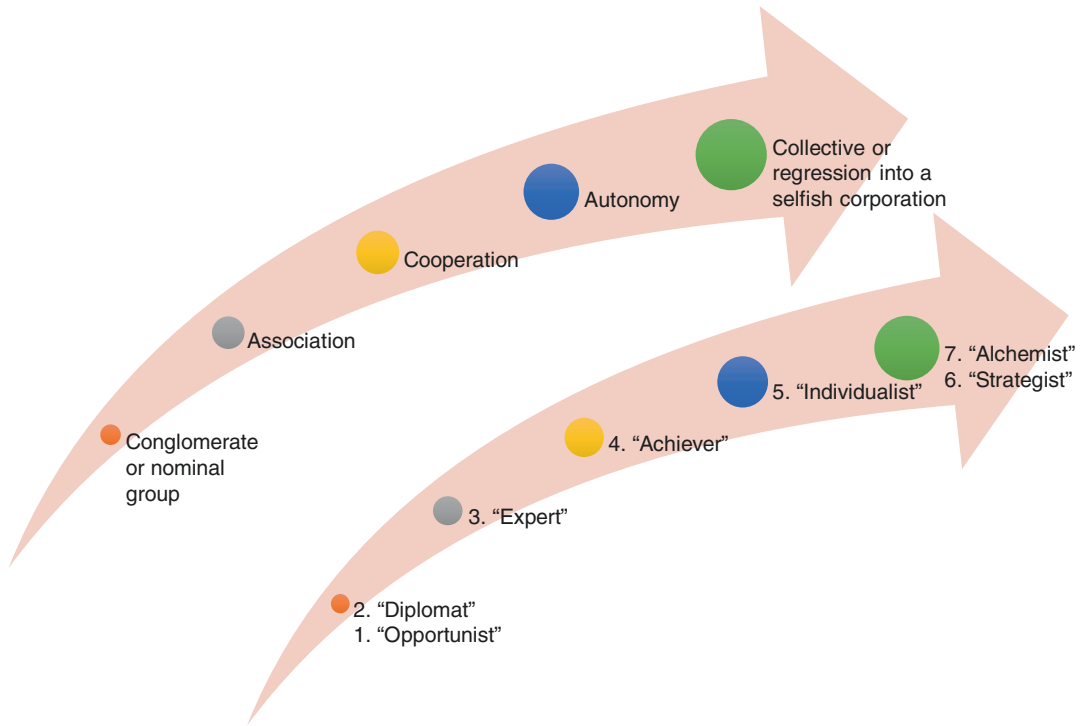 Collective or
regression into a
selfish corporation
Autonomy
Cooperation
Association
Conglomerate
or nominal
group
7. “Alchemist”
6. “Strategist”
5. “Individualist”
4. “Achiever”
3. “Expert”
2. “Diplomat”
1. “Opportunist”